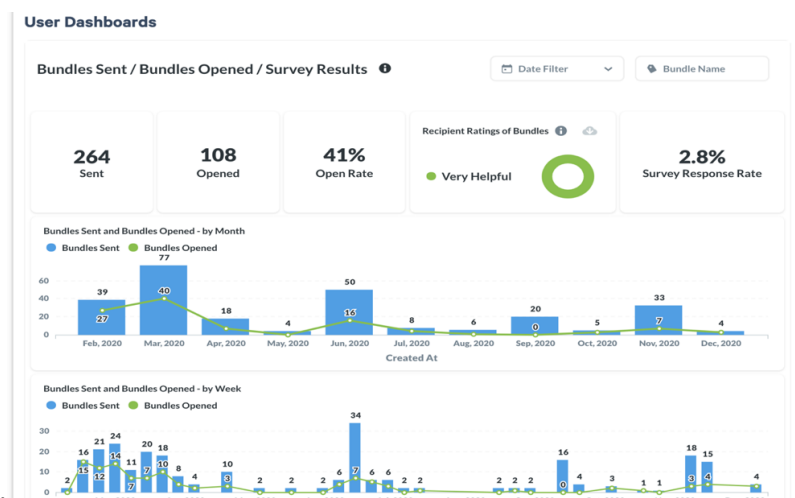 User Dashboards
Bundles Sent / Bundles Opened / Survey Results
Date Filter
Bundle Name
264
Sent
108
Opened
41%
Open Rate
Recipient Ratings of Bundles
Very Helpful
2.8%
Survey Response Rate
Bundles Sent and Bundles Opened - by Month
Bundles Sent Bundles Opened
77
60
40
20
0
39 27
40
18
4
50 16
8
6
20 0
5
33 7
4
Feb, 2020 Mar, 2020 Apr, 2020 May, 2020 Jun, 2020 Jul, 2020 Aug, 2020 Sep, 2020 Oct, 2020 Nov, 2020 Dec, 2020
Created At
Bundles Sent and Bundles Opened - by Week
Bundles Sent Bundles Opened
30
20
10
0
2 16 21 24 11 20 18 8 4 10 2 2 2 6 34 6 6 2 2 2 2 2 16 4 3 1 1 18 15 4
15 12 14 7 7 10 3 7 0 3 4